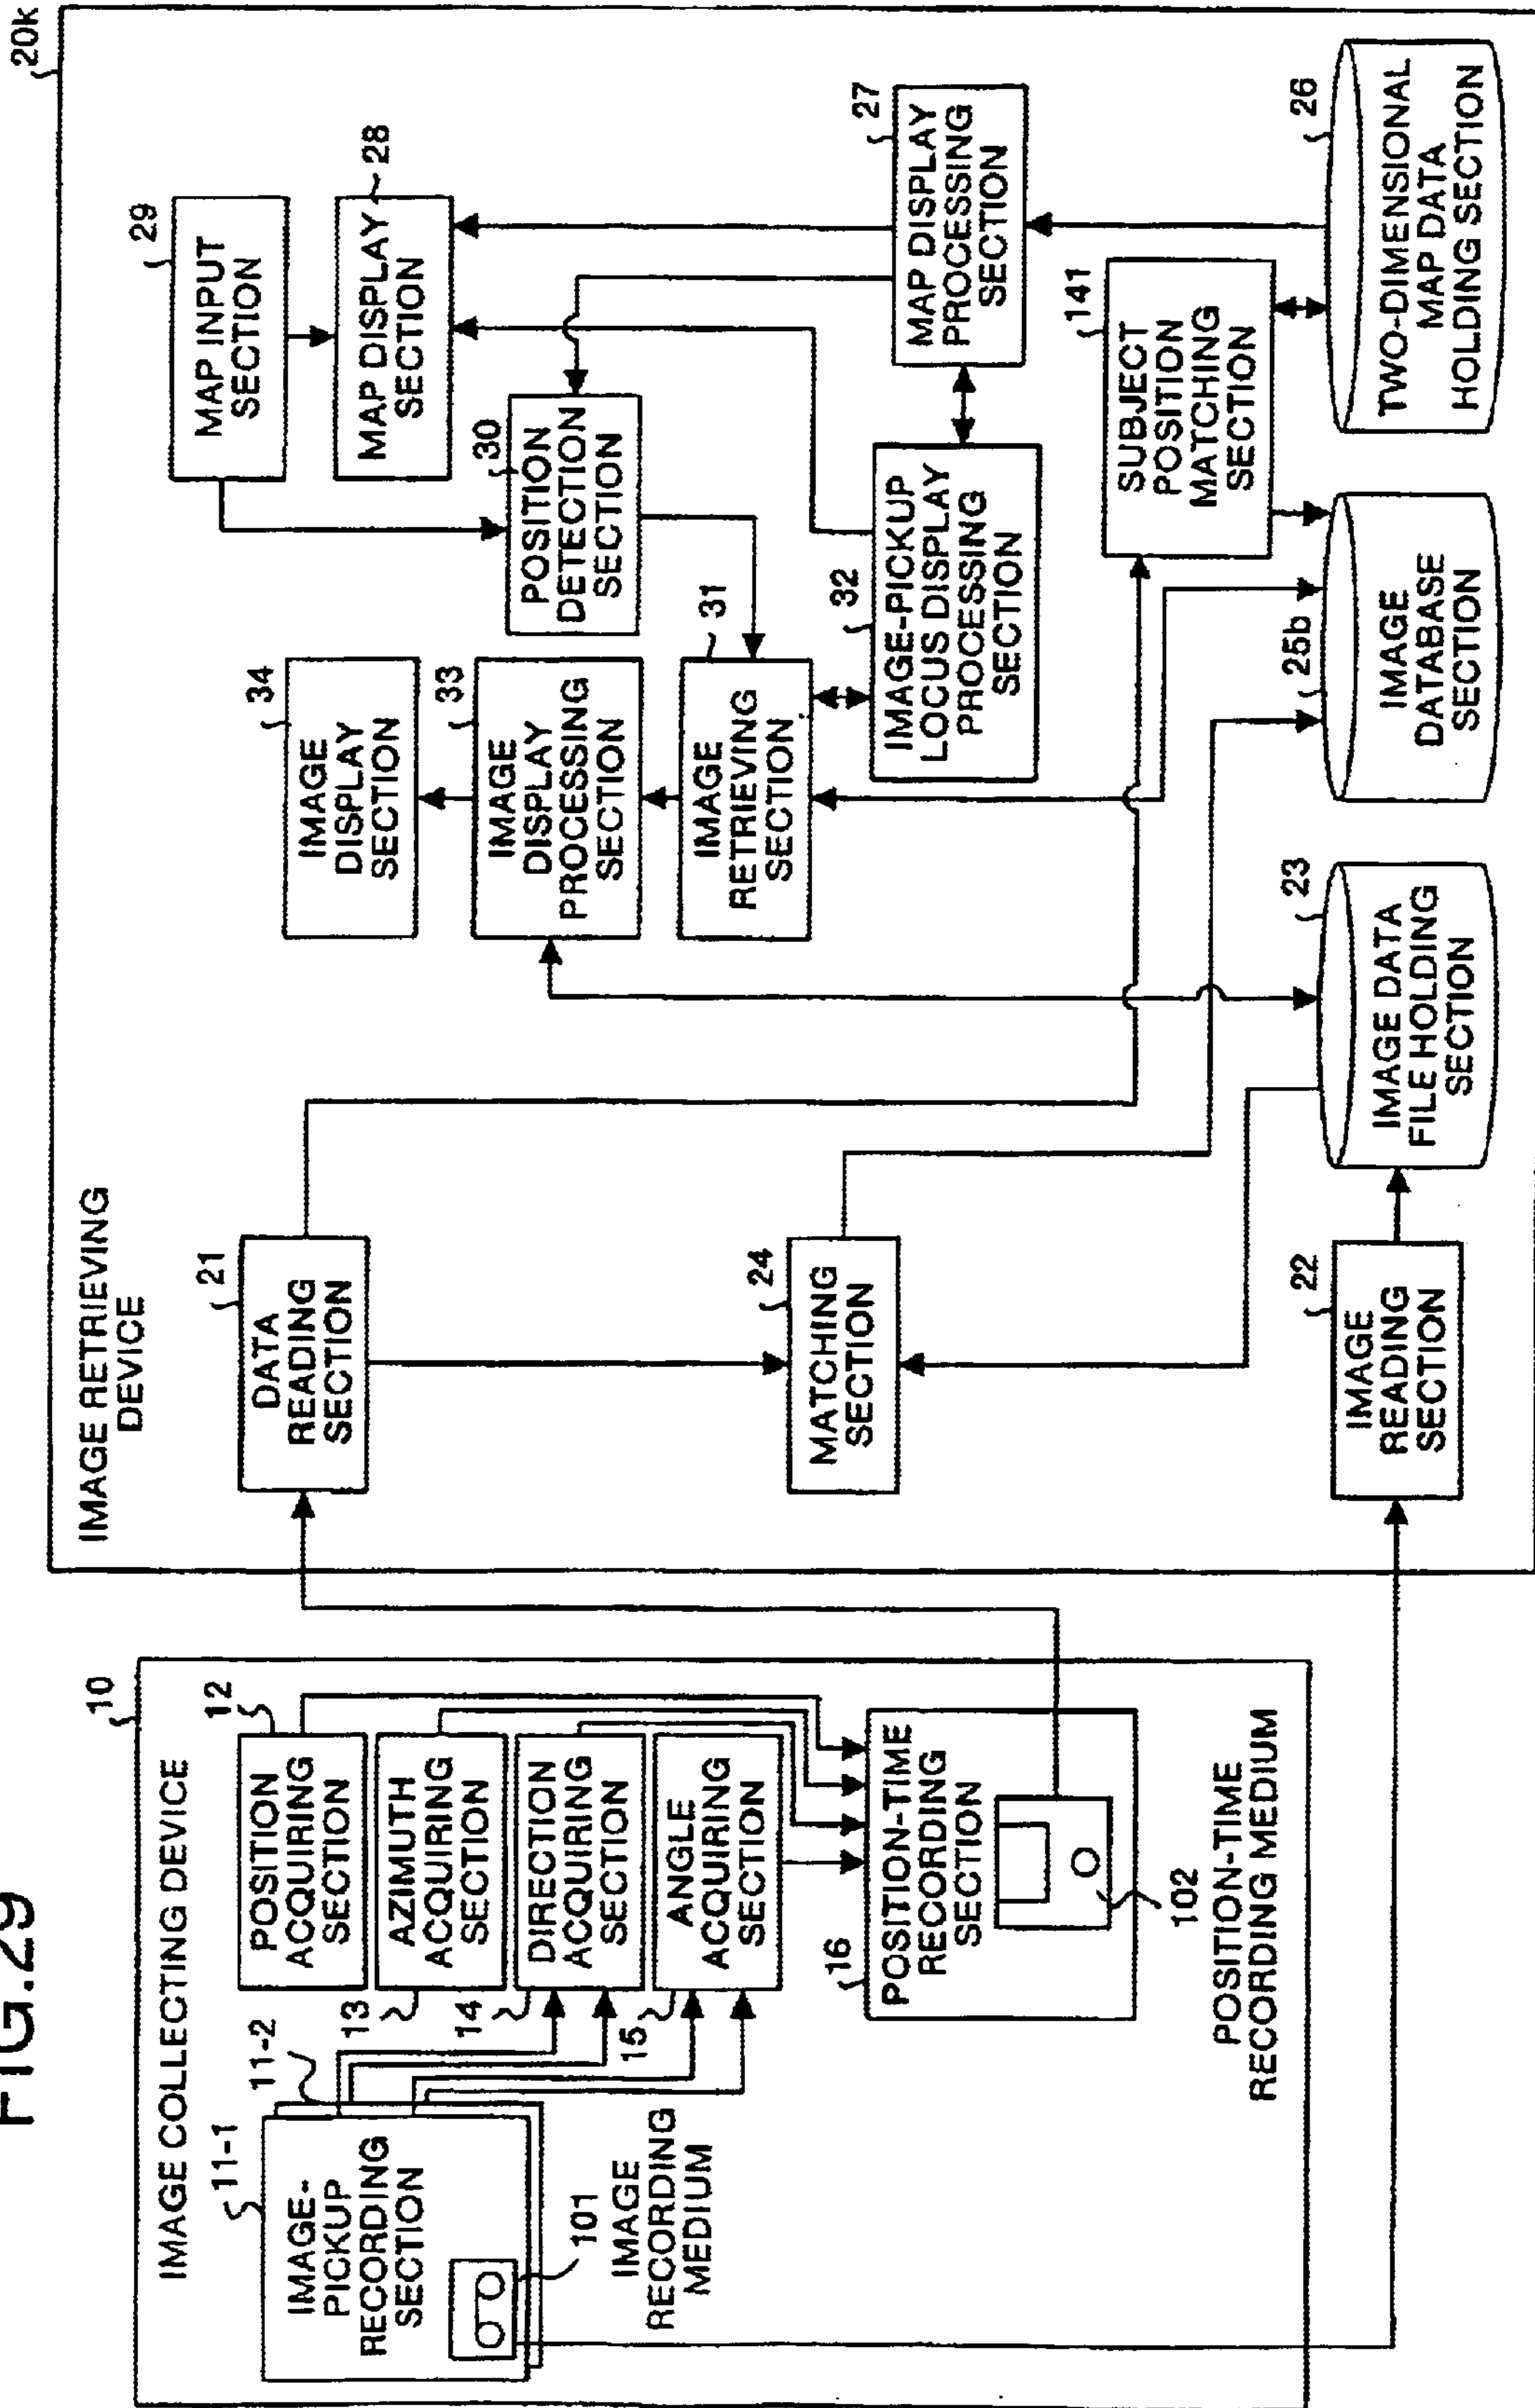 FIG.29
IMAGE COLLECTING DEVICE
10
11-1
11-2
IMAGE-
PICKUP
RECORDING
SECTION
101
IMAGE
RECORDING
MEDIUM
12
POSITION
ACQUIRING
SECTION
13
AZIMUTH
ACQUIRING
SECTION
14
DIRECTION
ACQUIRING
SECTION
15
ANGLE
ACQUIRING
SECTION
16
POSITION-TIME
RECORDING
SECTION
102
POSITION-TIME
RECORDING MEDIUM
IMAGE RETRIEVING
DEVICE
20k
21
DATA
READING
SECTION
24
MATCHING
SECTION
22
IMAGE
READING
SECTION
23
IMAGE DATA
FILE HOLDING
SECTION
34
IMAGE
DISPLAY
SECTION
33
IMAGE
DISPLAY
PROCESSING
SECTION
31
IMAGE
RETRIEVING
SECTION
32
IMAGE-PICKUP
LOCUS DISPLAY
PROCESSING
SECTION
25b
IMAGE
DATABASE
SECTION
29
MAP INPUT
SECTION
28
MAP DISPLAY
SECTION
30
POSITION
DETECTION
SECTION
27
MAP DISPLAY
PROCESSING
SECTION
141
SUBJECT
POSITION
MATCHING
SECTION
26
TWO-DIMENSIONAL
MAP DATA
HOLDING SECTION